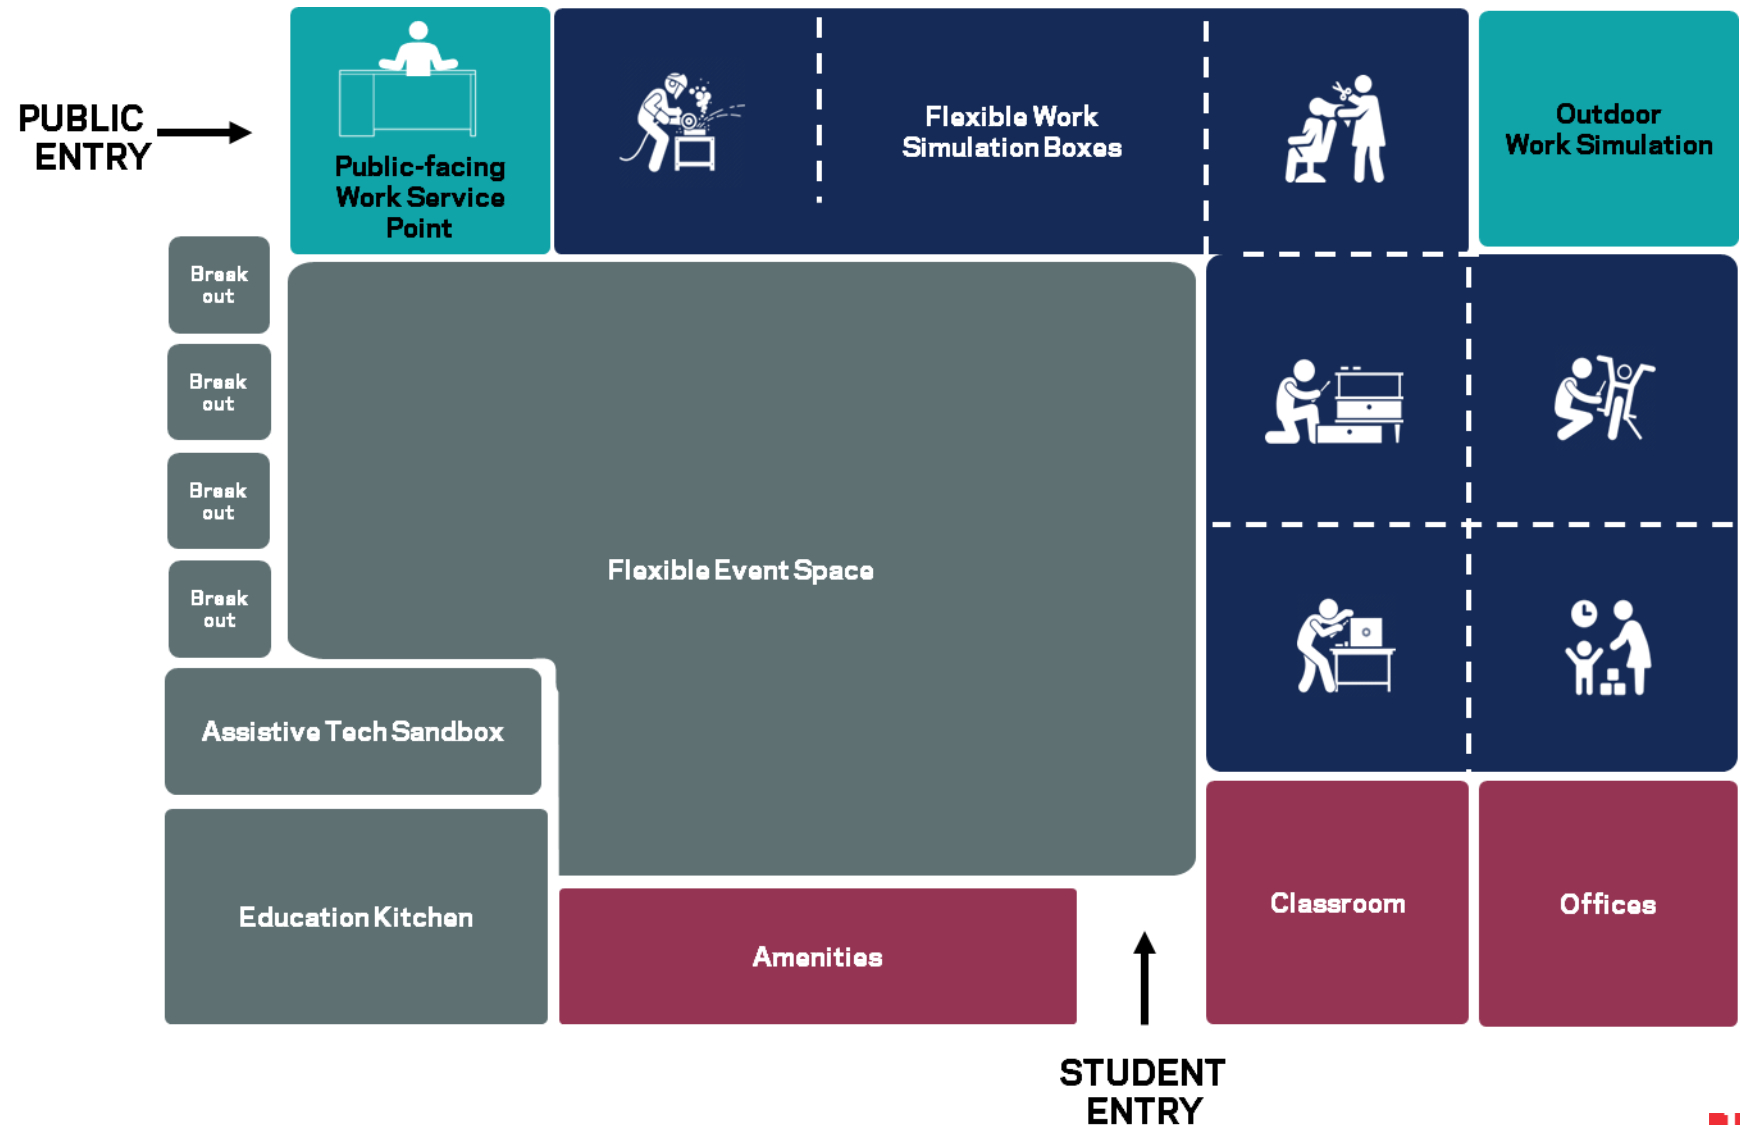 PUBLIC
ENTRY
Public-facing
Work Service
Point
Flexible Work
Simulation Boxes
Outdoor
Work Simulation
Break
out
Break
out
Break
out
Break
out
Flexible Event Space
Assistive Tech Sandbox
Education Kitchen
Amenities
Classroom
Offices
STUDENT
ENTRY